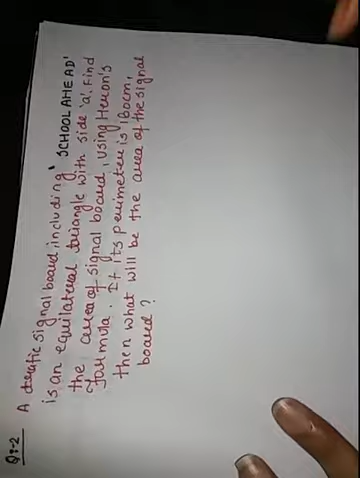 Q:-2
A traffic signal board including 'SCHOOL AHEAD'
is an equilateral triangle with side 'a'. Find
the area of signal board, using Heron's
formula. If its perimeter is 180cm,
then what will be the area of the signal
board?